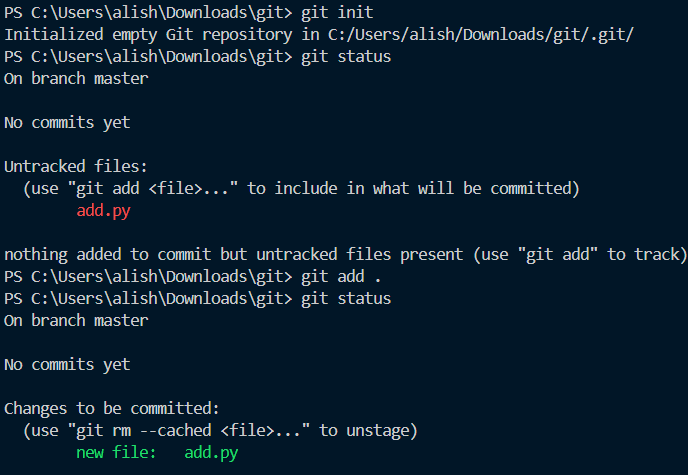 PS C:\Users\alish\Downloads\git> git init
Initialized empty Git repository in C:/Users/alish/Downloads/git/.git/
PS C:\Users\alish\Downloads\git> git status
On branch master

No commits yet

Untracked files:
  (use "git add <file>..." to include in what will be committed)
        add.py

nothing added to commit but untracked files present (use "git add" to track)
PS C:\Users\alish\Downloads\git> git add .
PS C:\Users\alish\Downloads\git> git status
On branch master

No commits yet

Changes to be committed:
  (use "git rm --cached <file>..." to unstage)
        new file:   add.py